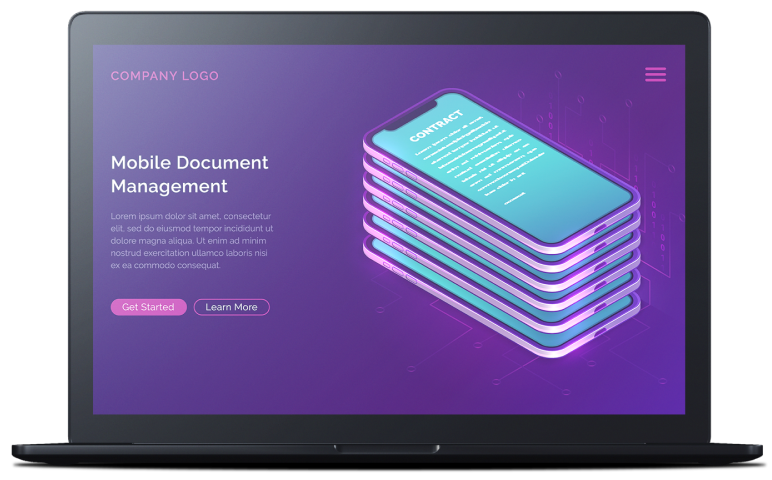 COMPANY LOGO
Mobile Document
Management
Lorem ipsum dolor sit amet, consectetur
elit, sed do eiusmod tempor incididunt ut
dolore magna aliqua. Ut enim ad minim
nostrud exercitation ullamco laboris nisi
ex ea commodo consequat.
Get Started
Learn More
CONTRACT